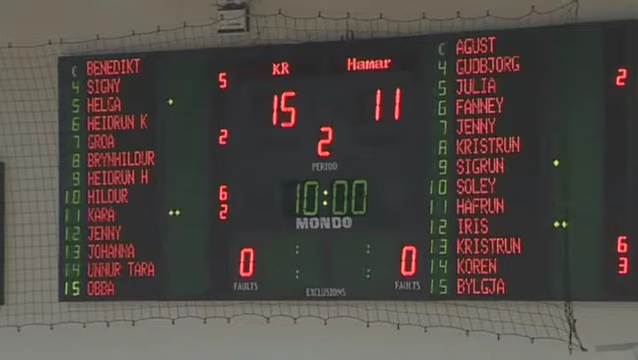 C BENEDIKT
4 SIGNY 5
5 HELGA
6 HEIDRUN K
7 GROA 2
8 BRYNHILDUR
9 HEIDRUN H
10 HILDUR 6
11 KARA 2
12 JENNY
13 JOHANNA
14 UNNUR TARA
15 OBBA
KR Hamar
15 11
2
PERIOD
10:00
MONDO
0 : : 0
FAULTS : : FAULTS
EXCLUSIONS
C AGUST
4 GUDBJORG
5 JULIA 2
6 FANNEY
7 JENNY
8 KRISTRUN
9 SIGRUN
10 SOLEY
11 HAFRUN
12 IRIS
13 KRISTRUN 6
14 KOREN 3
15 BYLGJA